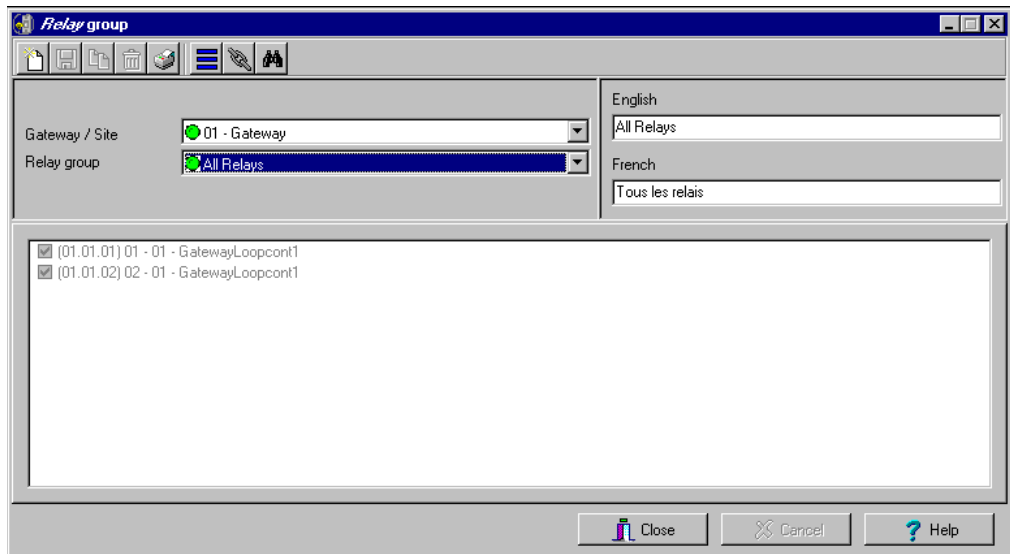 Relay group
English
Gateway / Site
01 - Gateway
All Relays
Relay group
All Relays
French
Tous les relais
(01.01.01) 01 - 01 - GatewayLoopcont1
(01.01.02) 02 - 01 - GatewayLoopcont1
Close
Cancel
Help